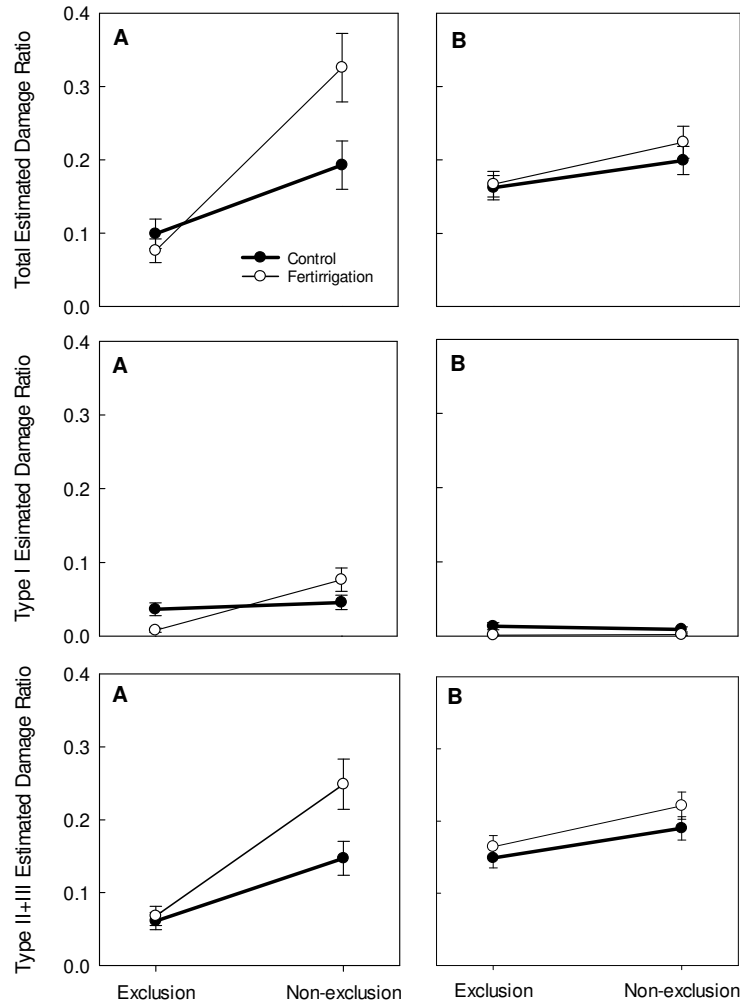 Total Estimated Damage Ratio
0.4
0.3
0.2
0.1
0.0
A
Control
Fertirrigation
B
Type I Esimated Damage Ratio
0.4
0.3
0.2
0.1
0.0
A
B
Type II+III Estimated Damage Ratio
0.4
0.3
0.2
0.1
0.0
A
B
Exclusion Non-exclusion
Exclusion Non-exclusion